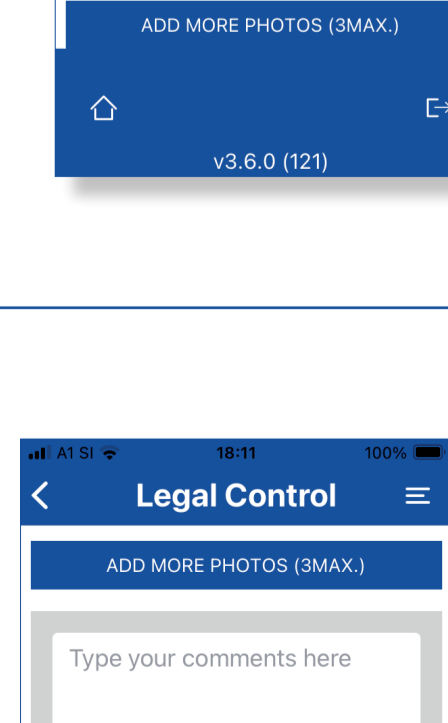 ADD MORE PHOTOS (3MAX.)
v3.6.0 (121)
A1 SI 18:11 100%
Legal Control
ADD MORE PHOTOS (3MAX.)
Type your comments here